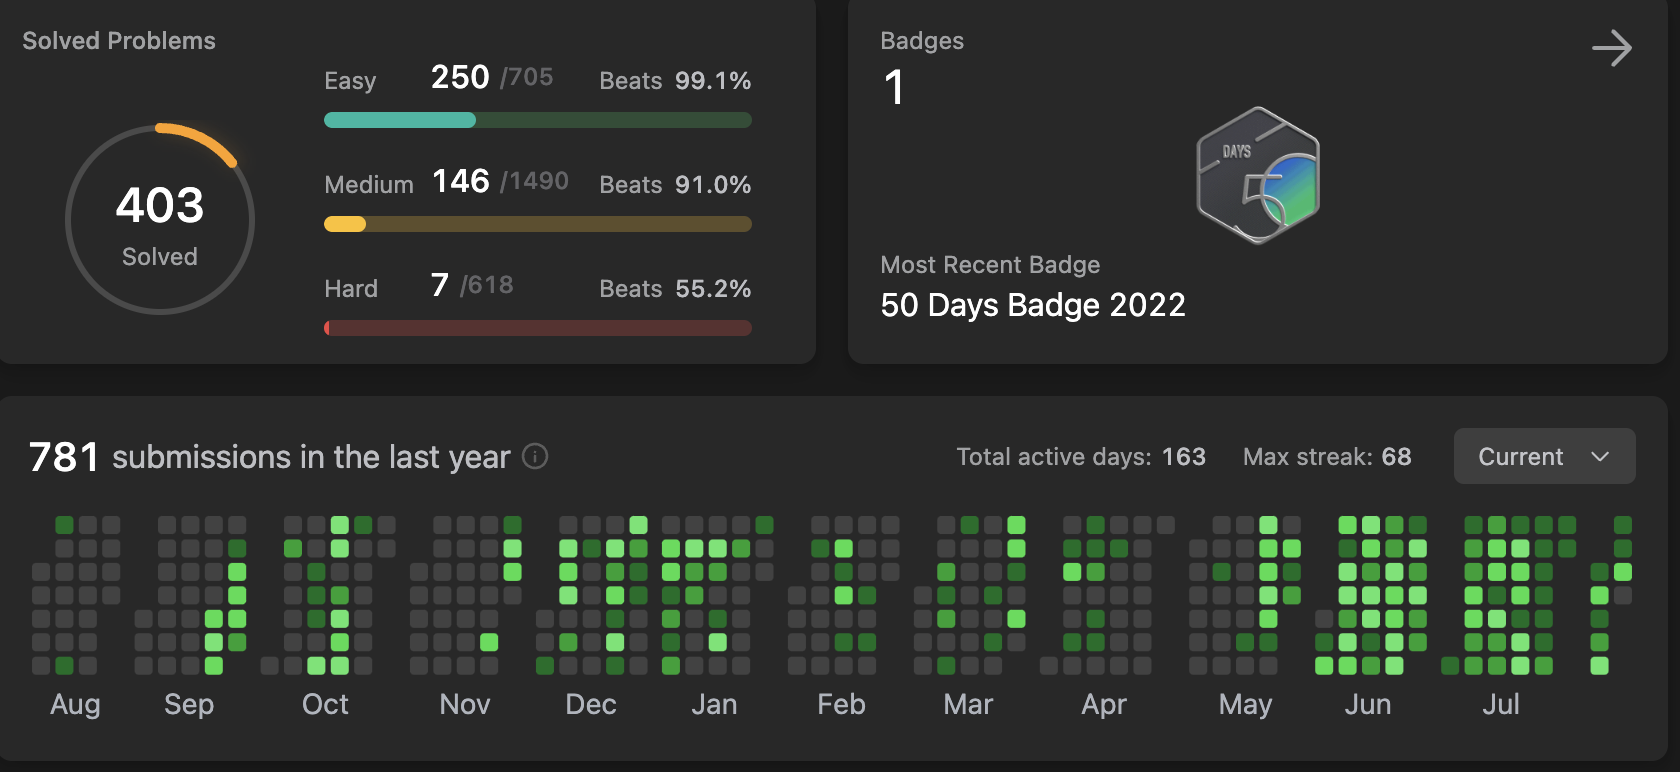 Solved Problems
403
Solved
Easy 250 /705 Beats 99.1%
Medium 146 /1490 Beats 91.0%
Hard 7 /618 Beats 55.2%
Badges
1
DAYS
50
Most Recent Badge
50 Days Badge 2022
781 submissions in the last year
Total active days: 163 Max streak: 68 Current
Aug Sep Oct Nov Dec Jan Feb Mar Apr May Jun Jul